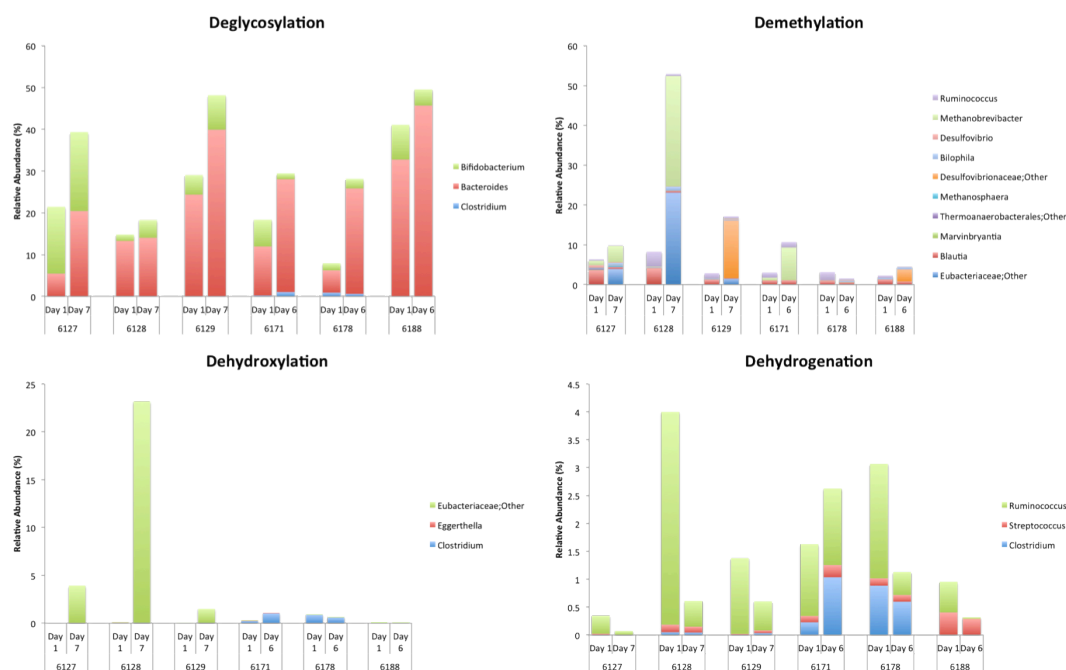 Deglycosylation
60
50
40
30
20
10
0
Relative Abundance (%)
Day 1 Day 7 Day 1 Day 7 Day 1 Day 7 Day 1 Day 6 Day 1 Day 6 Day 1 Day 6
6127 6128 6129 6171 6178 6188
Bifidobacterium
Bacteroides
Clostridium
Demethylation
60
50
40
30
20
10
0
Relative Abundance (%)
Day Day Day Day Day Day Day Day Day Day Day Day
1 7 1 7 1 7 1 6 1 6 1 6
6127 6128 6129 6171 6178 6188
Ruminococcus
Methanobrevibacter
Desulfovibrio
Bilophila
Desulfovibrionaceae;Other
Methanosphaera
Thermoanaerobacterales;Other
Marvinbryantia
Blautia
Eubacteriaceae;Other
Dehydroxylation
25
20
15
10
5
0
Relative Abundance (%)
Day Day Day Day Day Day Day Day Day Day Day Day
1 7 1 7 1 7 1 6 1 6 1 6
6127 6128 6129 6171 6178 6188
Eubacteriaceae;Other
Eggerthella
Clostridium
Dehydrogenation
4.5
4
3.5
3
2.5
2
1.5
1
0.5
0
Relative Abundance (%)
Day 1 Day 7 Day 1 Day 7 Day 1 Day 7 Day 1 Day 6 Day 1 Day 6 Day 1 Day 6
6127 6128 6129 6171 6178 6188
Ruminococcus
Streptococcus
Clostridium